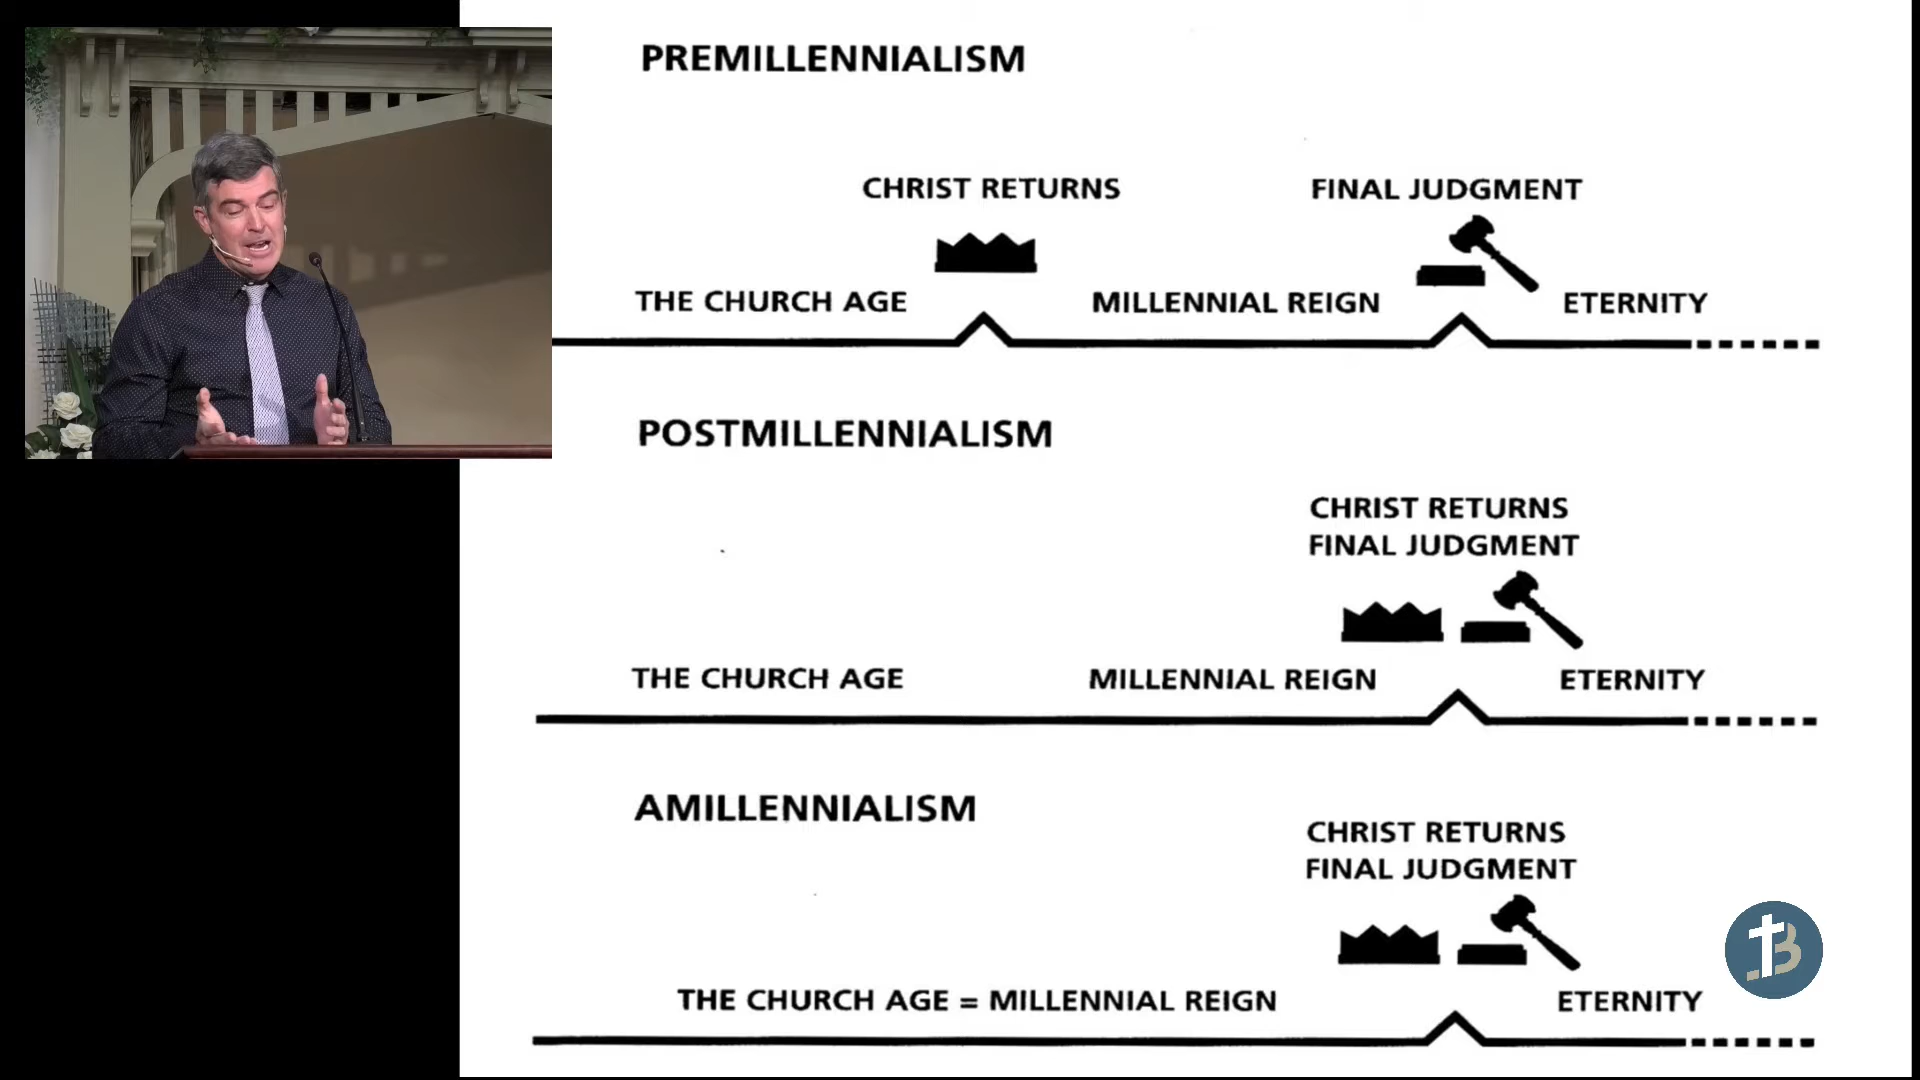 PREMILLENNIALISM
CHRIST RETURNS
FINAL JUDGMENT
THE CHURCH AGE
MILLENNIAL REIGN
ETERNITY
POSTMILLENNIALISM
CHRIST RETURNS
FINAL JUDGMENT
THE CHURCH AGE
MILLENNIAL REIGN
ETERNITY
AMILLENNIALISM
CHRIST RETURNS
FINAL JUDGMENT
THE CHURCH AGE = MILLENNIAL REIGN
ETERNITY
B